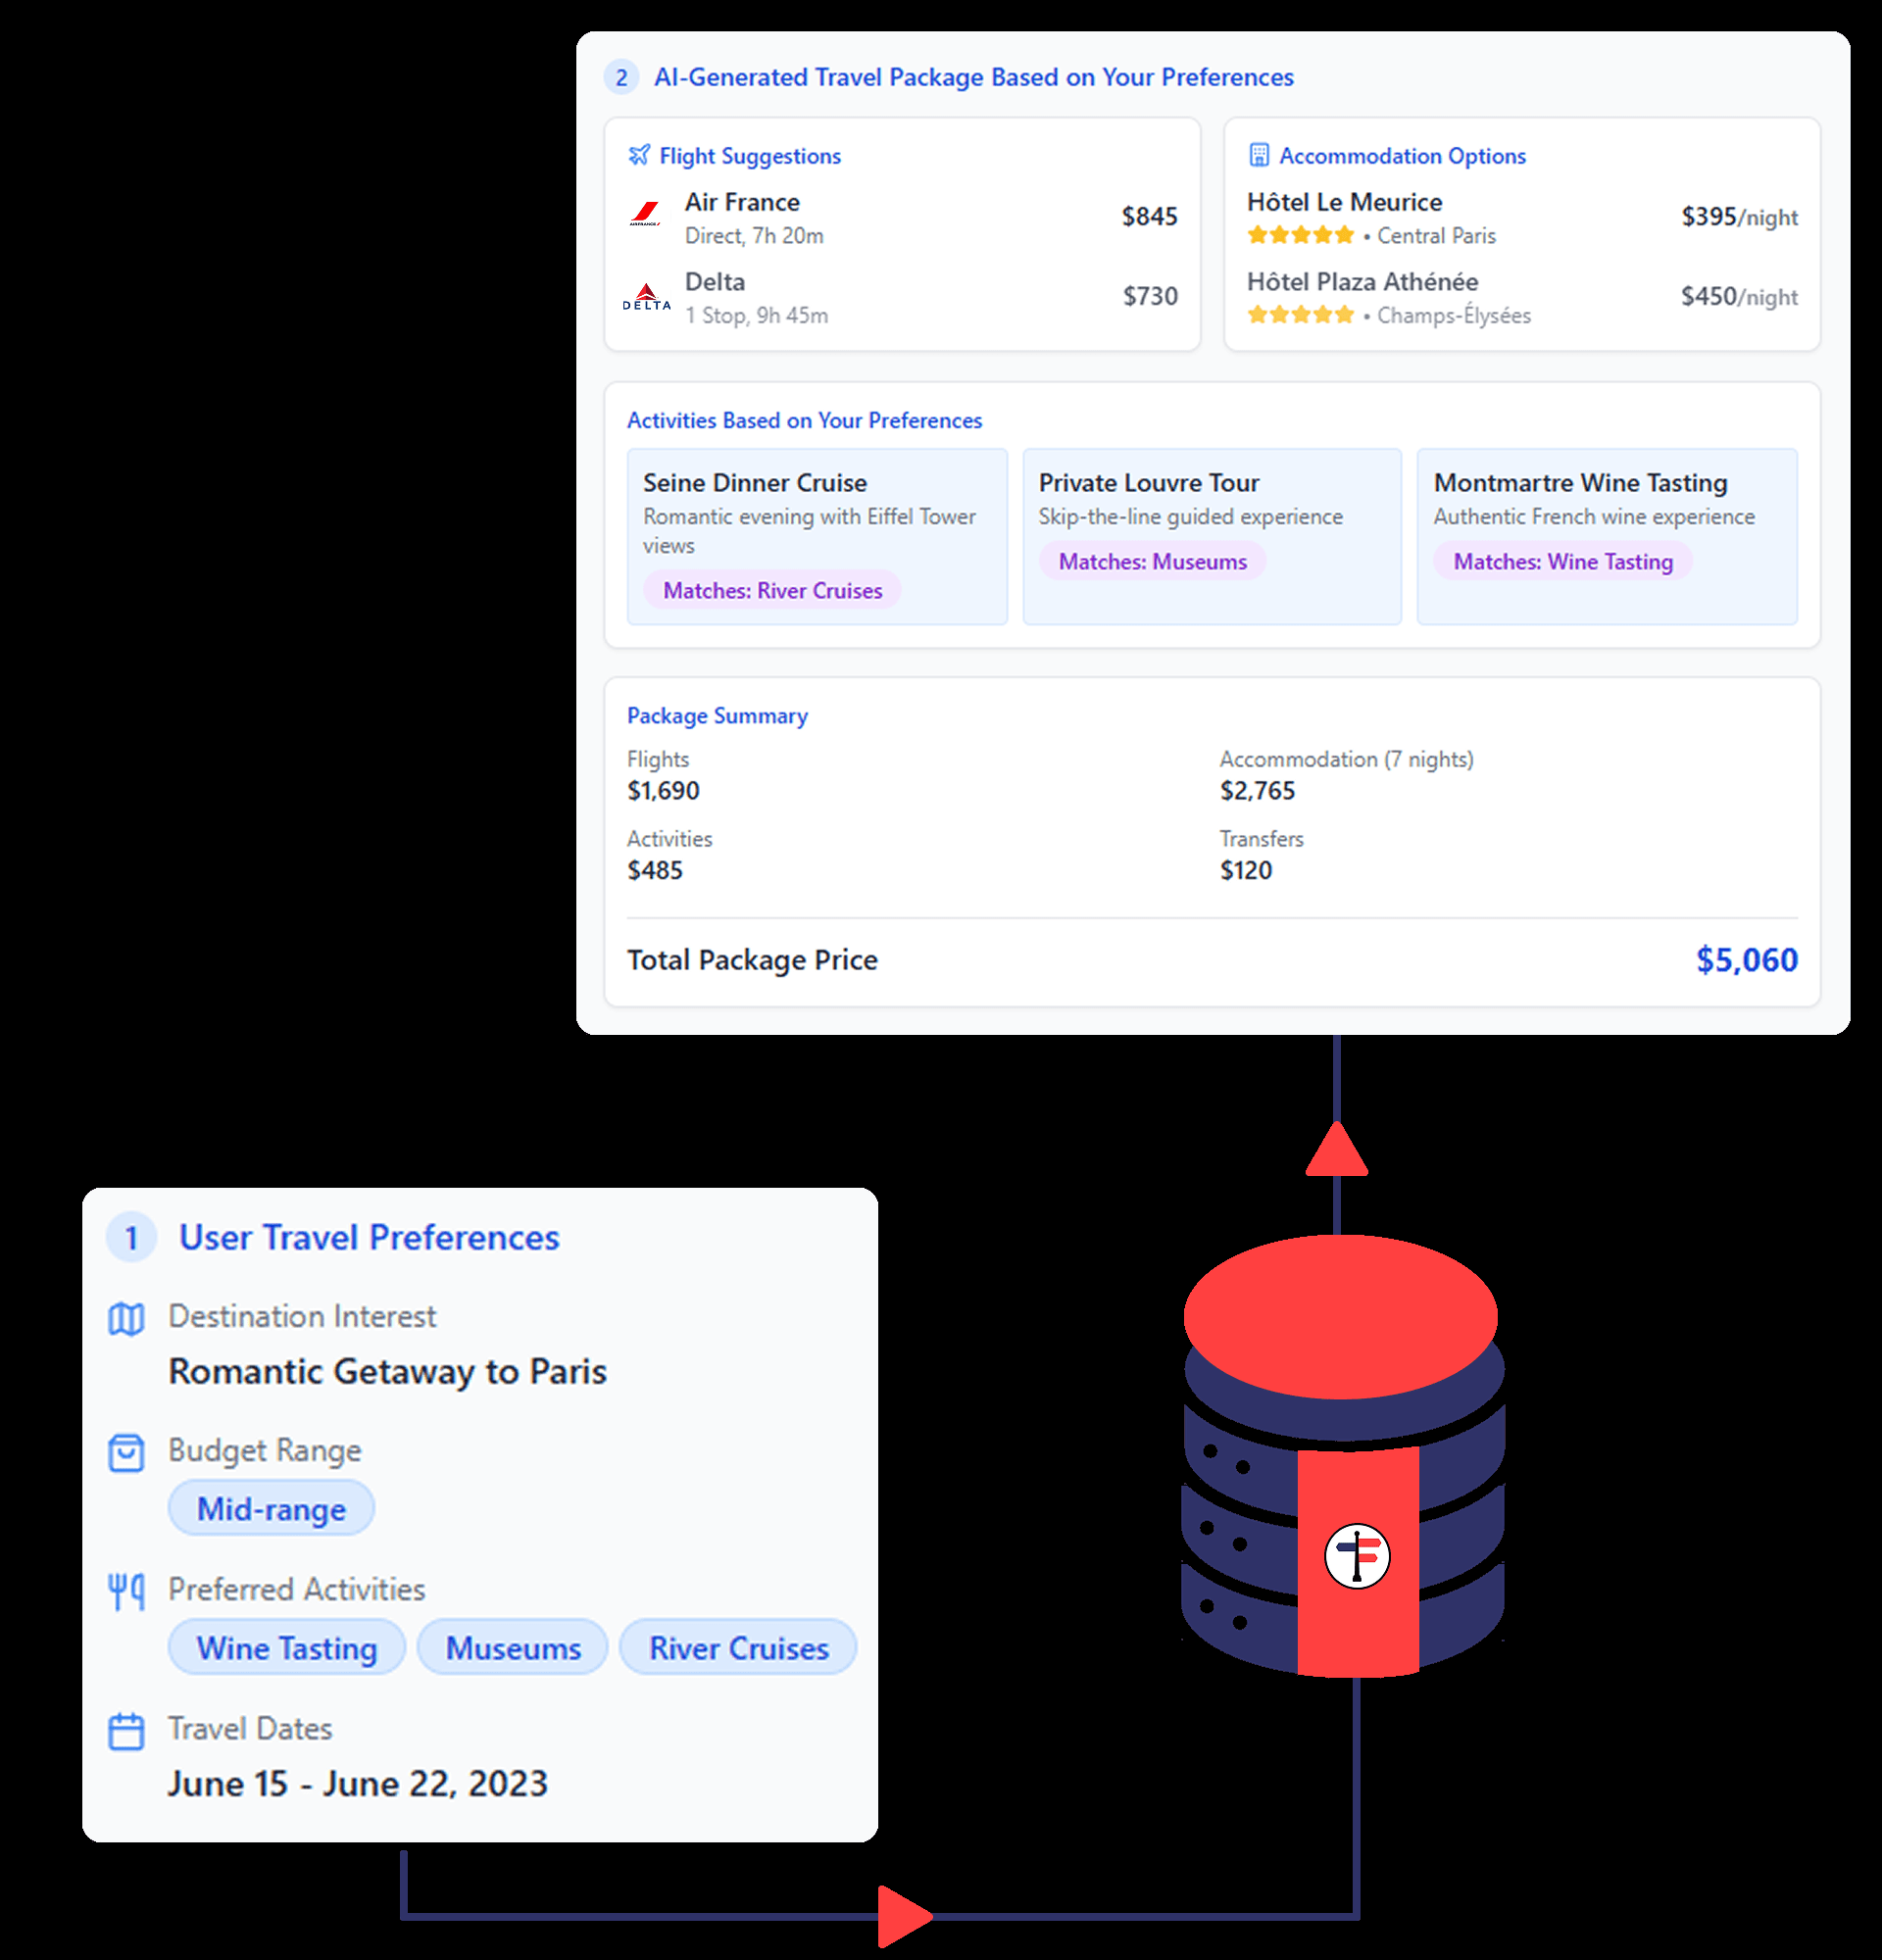 2 AI-Generated Travel Package Based on Your Preferences
Flight Suggestions
AIRFRANCE
Air France
Direct, 7h 20m
$845
DELTA
Delta
1 Stop, 9h 45m
$730
Accommodation Options
Hôtel Le Meurice
• Central Paris
$395/night
Hôtel Plaza Athénée
• Champs-Élysées
$450/night
Activities Based on Your Preferences
Seine Dinner Cruise
Romantic evening with Eiffel Tower
views
Matches: River Cruises
Private Louvre Tour
Skip-the-line guided experience
Matches: Museums
Montmartre Wine Tasting
Authentic French wine experience
Matches: Wine Tasting
Package Summary
Flights
$1,690
Accommodation (7 nights)
$2,765
Activities
$485
Transfers
$120
Total Package Price
$5,060
1 User Travel Preferences
Destination Interest
Romantic Getaway to Paris
Budget Range
Mid-range
Preferred Activities
Wine Tasting Museums River Cruises
Travel Dates
June 15 - June 22, 2023